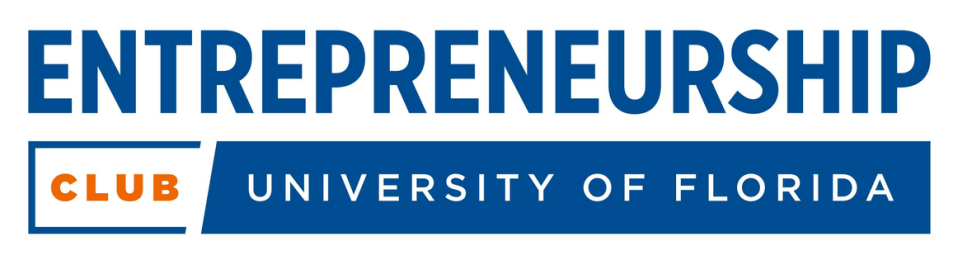 ENTREPRENEURSHIP
CLUB UNIVERSITY OF FLORIDA